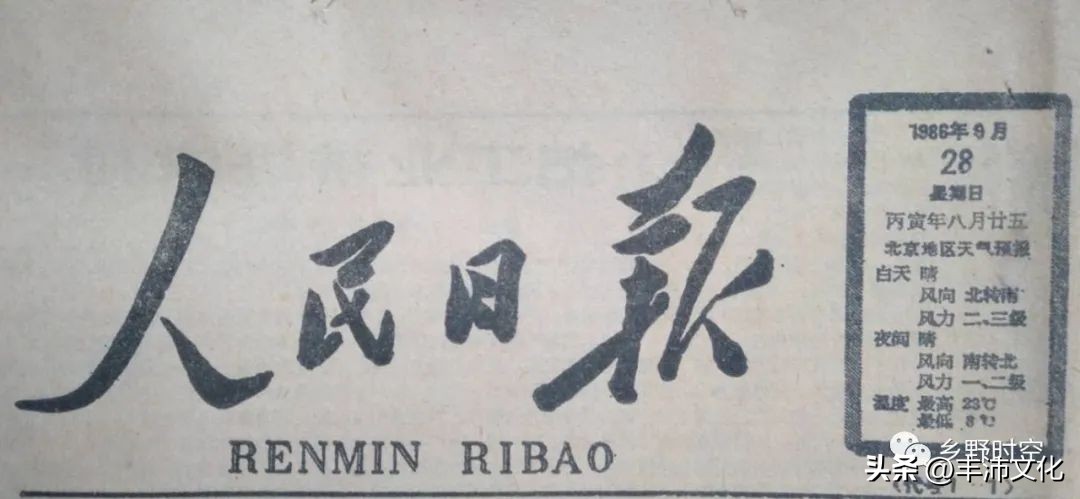 人民日报
RENMIN RIBAO
1986年9月
28
星期日
丙寅年八月廿五
北京地区天气预报
白天 晴
风向 北转南
风力 二、三级
夜间 晴
风向 南转北
风力 一、二级
温度 最高 23℃
最低 8℃
乡野时空
头条@丰沛文化